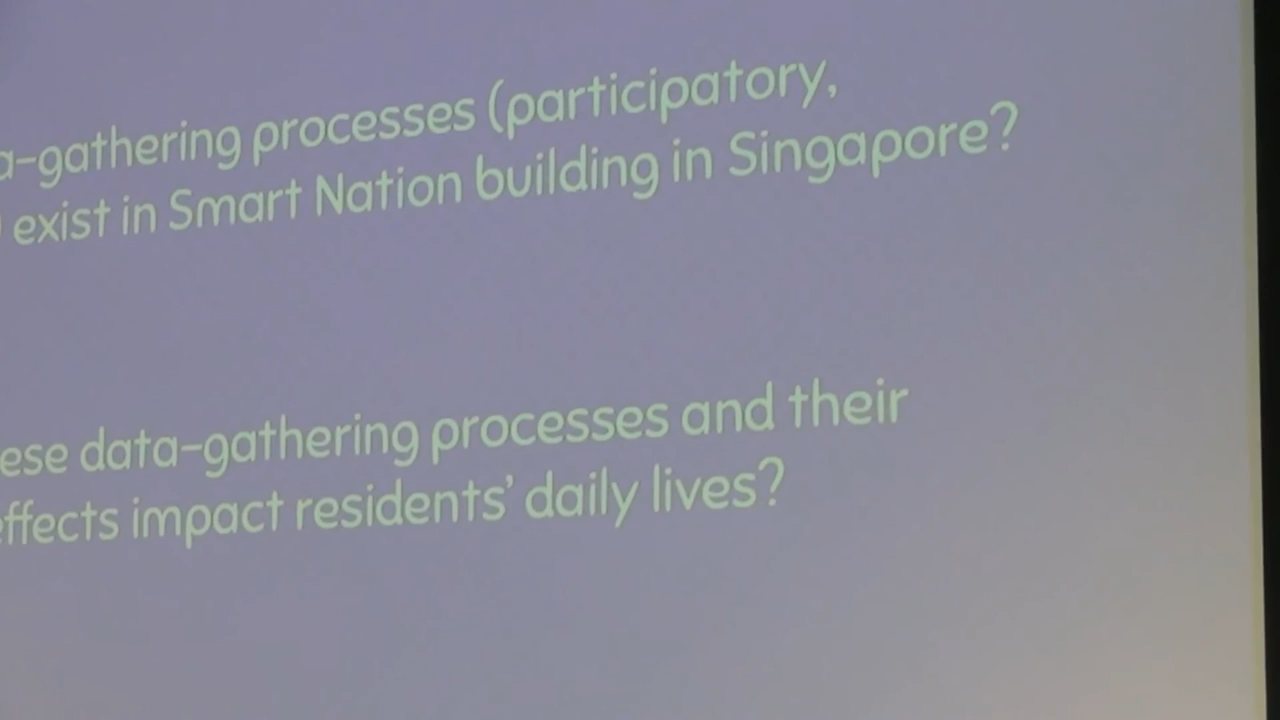 a-gathering processes (participatory,
exist in Smart Nation building in Singapore?
ese data-gathering processes and their
effects impact residents' daily lives?